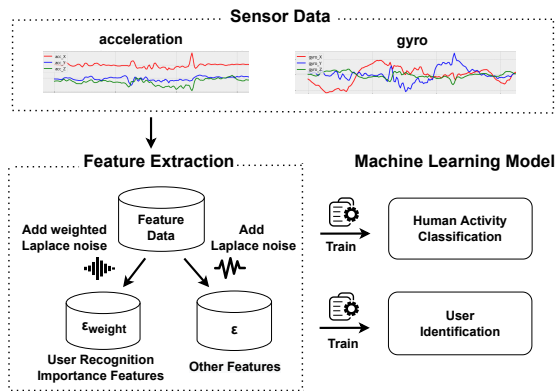 Sensor Data
acceleration
gyro
acc_X
acc_Y
acc_Z
gyro_X
gyro_Y
gyro_Z
Feature Extraction
Machine Learning Model
Feature
Data
Add weighted
Laplace noise
Add
Laplace noise
εweight
ε
User Recognition
Importance Features
Other Features
Train
Human Activity
Classification
Train
User
Identification